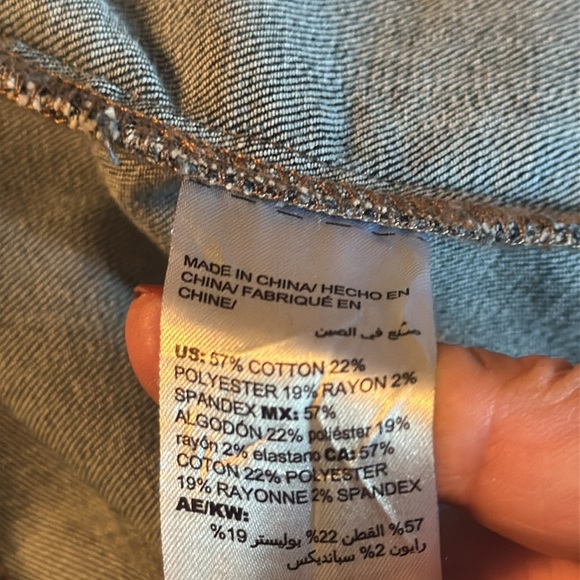 MADE IN CHINA/ HECHO EN
CHINA/ FABRIQUÉ EN
CHINE/
صنع في الصين
US: 57% COTTON 22%
POLYESTER 19% RAYON 2%
SPANDEX MX: 57%
ALGODÓN 22% poliéster 19%
rayón 2% elastano CA: 57%
COTON 22% POLYESTER
19% RAYONNE 2% SPANDEX
AE/KW:
57% القطن 22% بوليستر 19%
رايون 2% سبانديكس